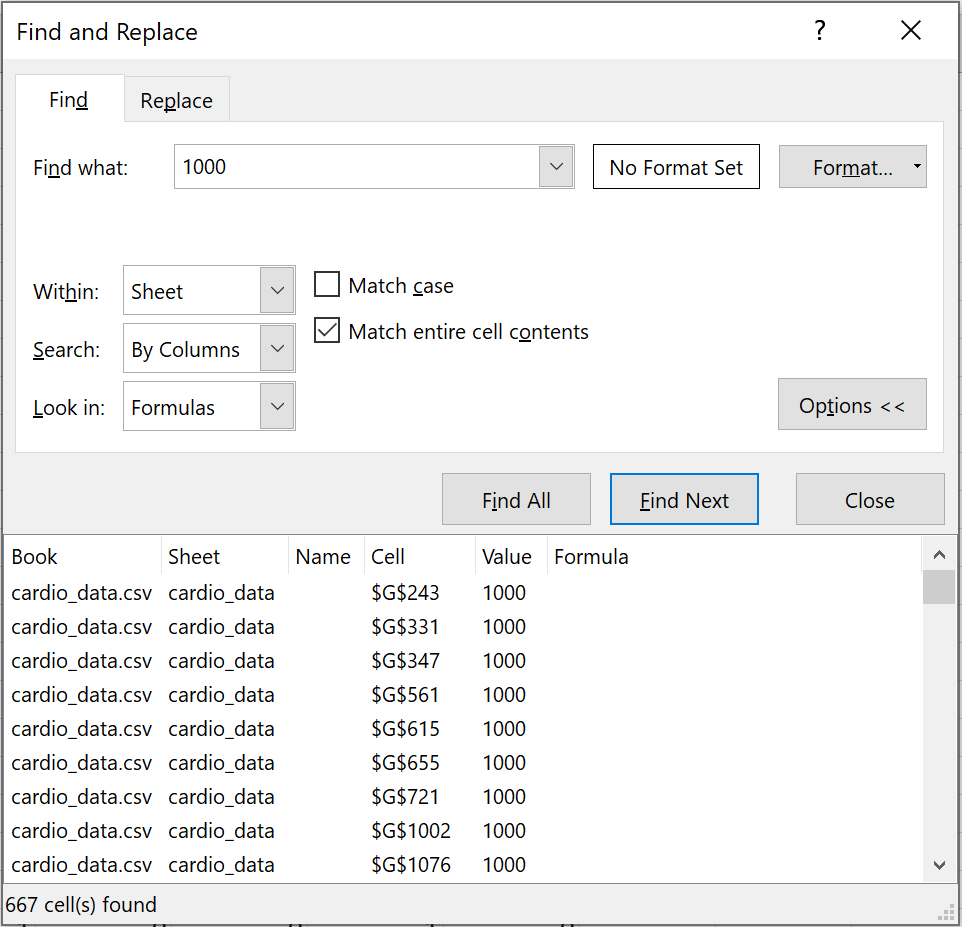 Find and Replace ?
Find Replace
Find what: 1000 No Format Set Format...
Within: Sheet Match case
Search: By Columns Match entire cell contents
Look in: Formulas Options <<
Find All Find Next Close
Book Sheet Name Cell Value Formula
cardio_data.csv cardio_data $G$243 1000
cardio_data.csv cardio_data $G$331 1000
cardio_data.csv cardio_data $G$347 1000
cardio_data.csv cardio_data $G$561 1000
cardio_data.csv cardio_data $G$615 1000
cardio_data.csv cardio_data $G$655 1000
cardio_data.csv cardio_data $G$721 1000
cardio_data.csv cardio_data $G$1002 1000
cardio_data.csv cardio_data $G$1076 1000
667 cell(s) found